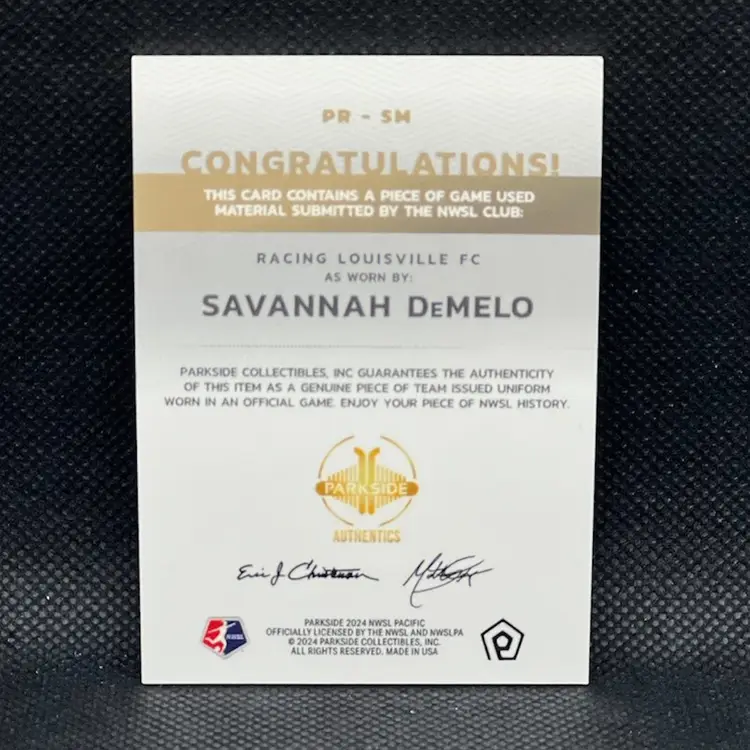 PR - SM
CONGRATULATIONS!
THIS CARD CONTAINS A PIECE OF GAME USED
MATERIAL SUBMITTED BY THE NWSL CLUB:
RACING LOUISVILLE FC
AS WORN BY:
SAVANNAH DeMELO
PARKSIDE COLLECTIBLES, INC GUARANTEES THE AUTHENTICITY
OF THIS ITEM AS A GENUINE PIECE OF TEAM ISSUED UNIFORM
WORN IN AN OFFICIAL GAME. ENJOY YOUR PIECE OF NWSL HISTORY.
PARKSIDE
AUTHENTICS
Eric J.
NWSL
PARKSIDE 2024 NWSL PACIFIC
OFFICIALLY LICENSED BY THE NWSL AND NWSLPA
© 2024 PARKSIDE COLLECTIBLES, INC.
ALL RIGHTS RESERVED. MADE IN USA
P